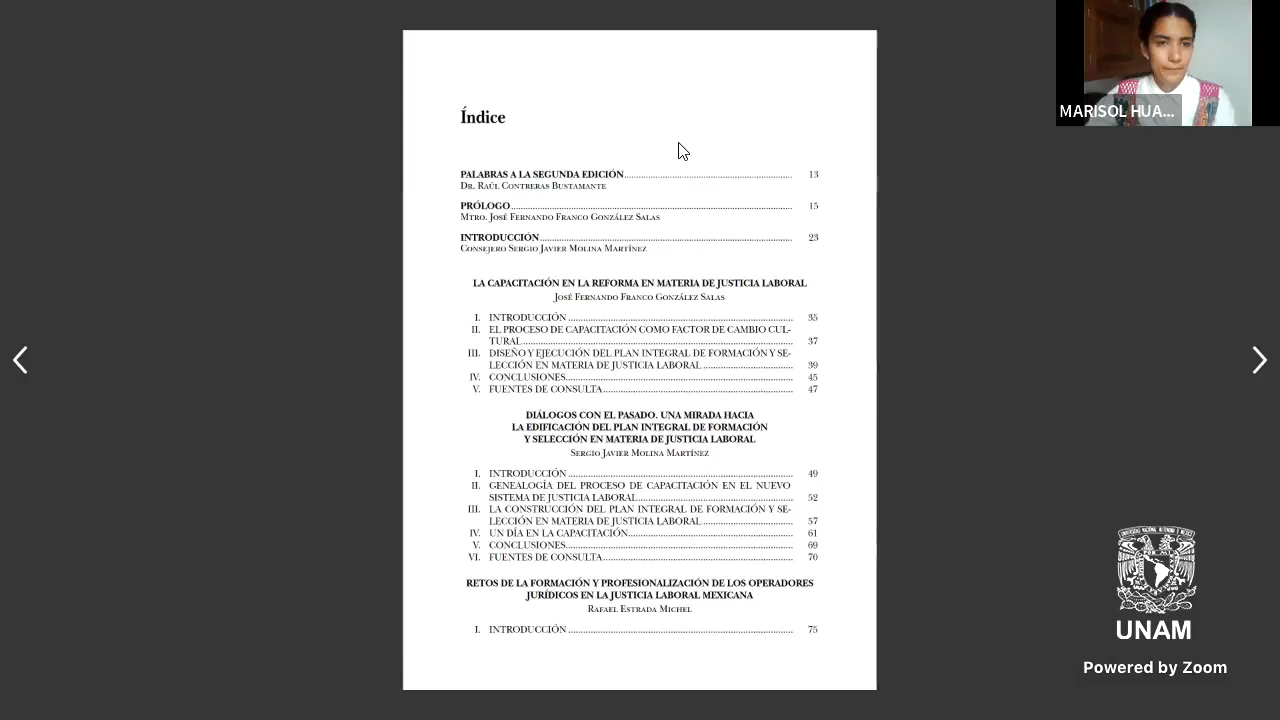 Índice
PALABRAS A LA SEGUNDA EDICIÓN 13
Dr. Raúl Contreras Bustamante
PRÓLOGO 15
Mtro. José Fernando Franco González Salas
INTRODUCCIÓN 23
Consejero Sergio Javier Molina Martínez
LA CAPACITACIÓN EN LA REFORMA EN MATERIA DE JUSTICIA LABORAL
José Fernando Franco González Salas
I. INTRODUCCIÓN 35
II. EL PROCESO DE CAPACITACIÓN COMO FACTOR DE CAMBIO CUL-
TURAL 37
III. DISEÑO Y EJECUCIÓN DEL PLAN INTEGRAL DE FORMACIÓN Y SE-
LECCIÓN EN MATERIA DE JUSTICIA LABORAL 39
IV. CONCLUSIONES 45
V. FUENTES DE CONSULTA 47
DIÁLOGOS CON EL PASADO. UNA MIRADA HACIA
LA EDIFICACIÓN DEL PLAN INTEGRAL DE FORMACIÓN
Y SELECCIÓN EN MATERIA DE JUSTICIA LABORAL
Sergio Javier Molina Martínez
I. INTRODUCCIÓN 49
II. GENEALOGÍA DEL PROCESO DE CAPACITACIÓN EN EL NUEVO
SISTEMA DE JUSTICIA LABORAL 52
III. LA CONSTRUCCIÓN DEL PLAN INTEGRAL DE FORMACIÓN Y SE-
LECCIÓN EN MATERIA DE JUSTICIA LABORAL 57
IV. UN DÍA EN LA CAPACITACIÓN 61
V. CONCLUSIONES 69
VI. FUENTES DE CONSULTA 70
RETOS DE LA FORMACIÓN Y PROFESIONALIZACIÓN DE LOS OPERADORES
JURÍDICOS EN LA JUSTICIA LABORAL MEXICANA
Rafael Estrada Michel
I. INTRODUCCIÓN 75
MARISOL HUA...
UNAM
Powered by Zoom